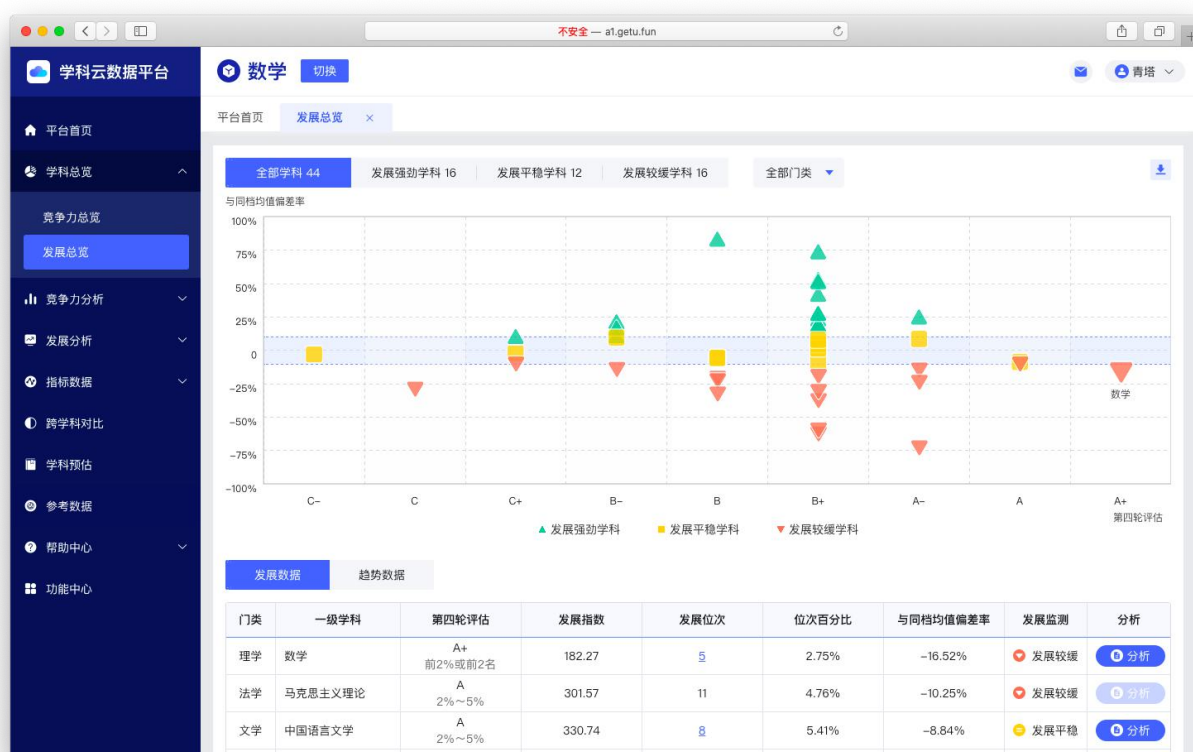 不安全 — a1.getu.fun
学科云数据平台
数学 切换
青塔
平台首页
发展总览 ×
平台首页
学科总览
竞争力总览
发展总览
竞争力分析
发展分析
指标数据
跨学科对比
学科预估
参考数据
帮助中心
功能中心
全部学科 44 发展强劲学科 16 发展平稳学科 12 发展较缓学科 16 全部门类
与同档均值偏差率
100%
75%
50%
25%
0
-25%
-50%
-75%
-100%
数学
C- C C+ B- B B+ A- A A+
第四轮评估
发展强劲学科 发展平稳学科 发展较缓学科
发展数据 趋势数据
门类 一级学科 第四轮评估 发展指数 发展位次 位次百分比 与同档均值偏差率 发展监测 分析
理学 数学 A+ 182.27 5 2.75% -16.52% 发展较缓 分析
前2%或前2名
法学 马克思主义理论 A 301.57 11 4.76% -10.25% 发展较缓 分析
2%~5%
文学 中国语言文学 A 330.74 8 5.41% -8.84% 发展平稳 分析
2%~5%